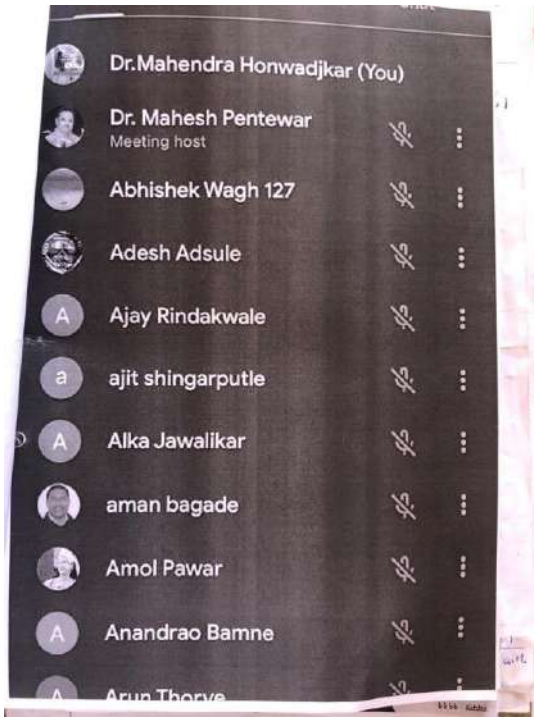 Dr.Mahendra Honwadjkar (You)
Dr. Mahesh Pentewar
Meeting host
Abhishek Wagh 127
Adesh Adsule
A Ajay Rindakwale
a ajit shingarputle
A Alka Jawalikar
aman bagade
Amol Pawar
A Anandrao Bamne
A Arun Thorve